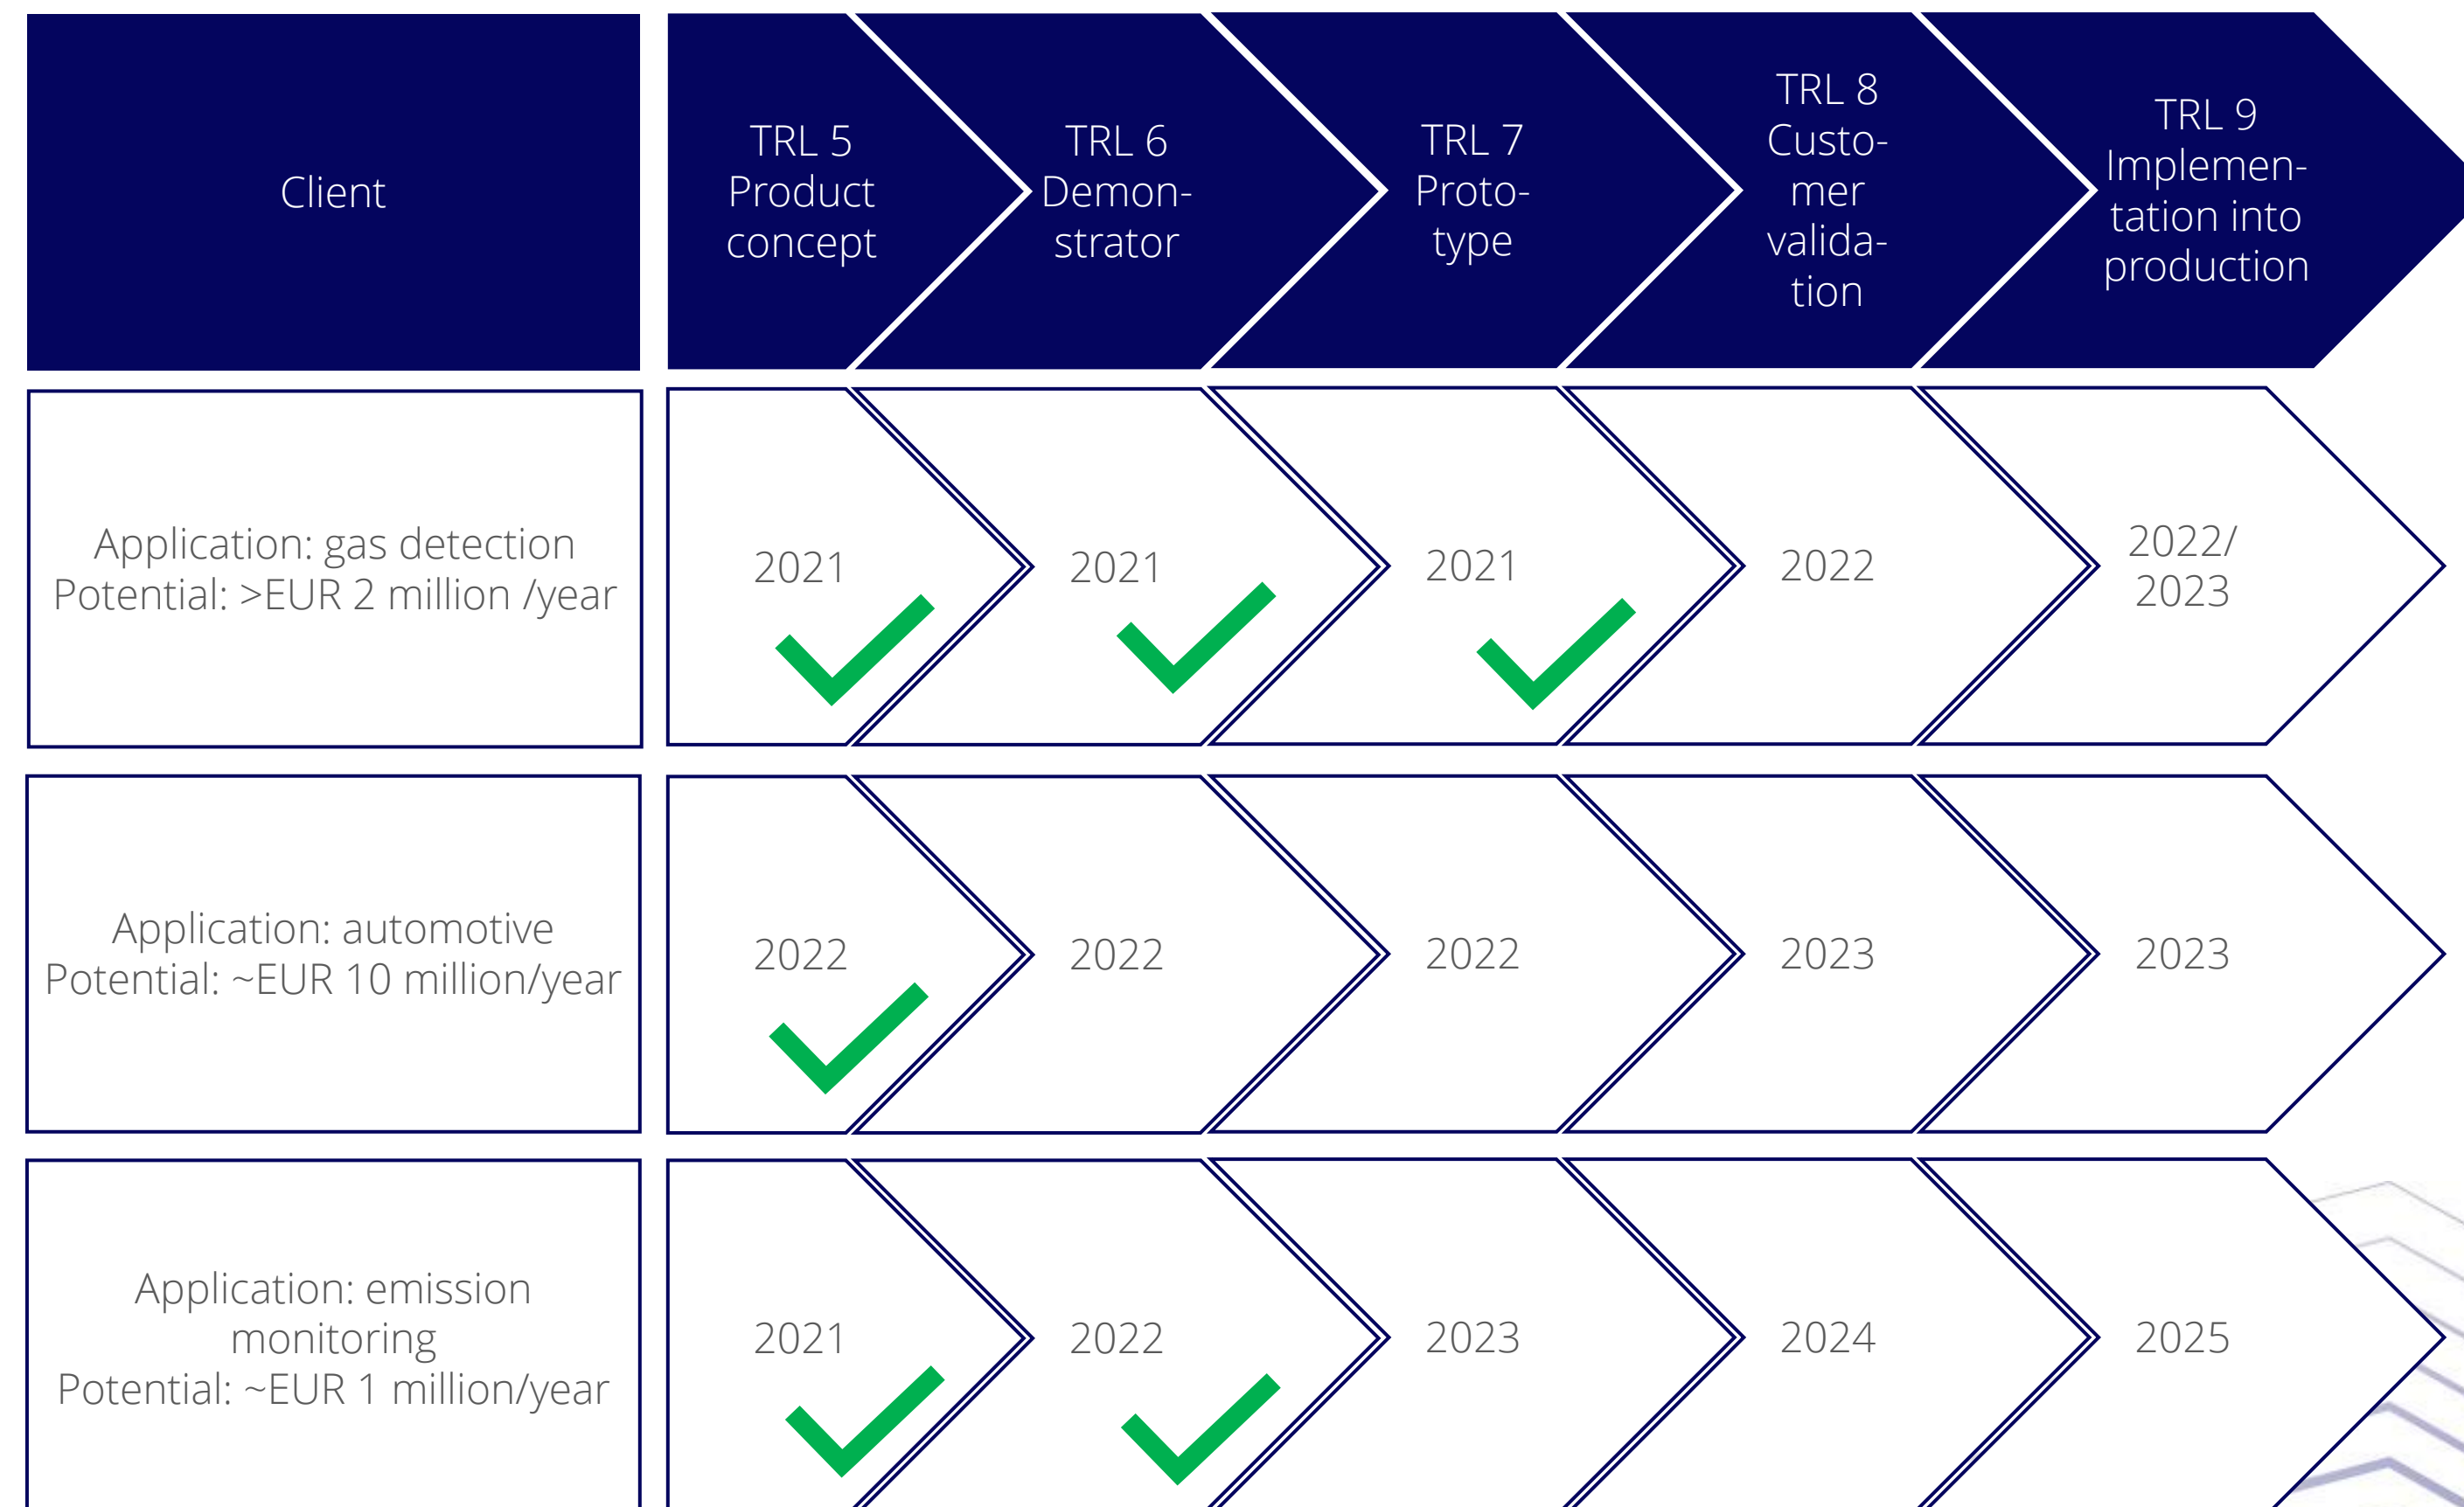 Client
TRL 5
Product
concept
TRL 6
Demon-
strator
TRL 7
Proto-
type
TRL 8
Custo-
mer
valida-
tion
TRL 9
Implemen-
tation into
production
Application: gas detection
Potential: >EUR 2 million /year
2021
2021
2021
2022
2022/
2023
Application: automotive
Potential: ~EUR 10 million/year
2022
2022
2022
2023
2023
Application: emission
monitoring
Potential: ~EUR 1 million/year
2021
2022
2023
2024
2025